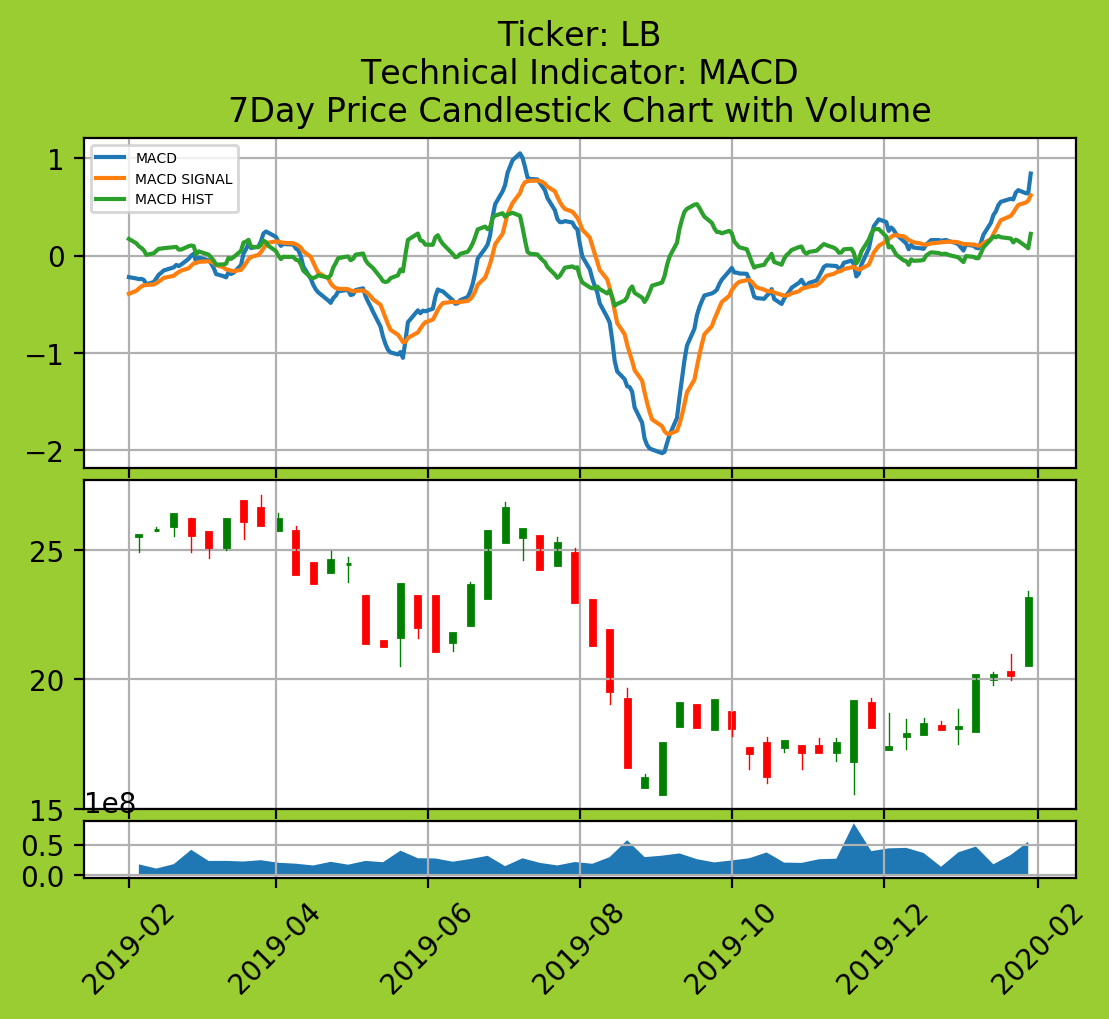 Ticker: LB
Technical Indicator: MACD
7Day Price Candlestick Chart with Volume
MACD
MACD SIGNAL
MACD HIST
1
0
−1
−2
25
20
15
1e8
0.5
0.0
2019-02
2019-04
2019-06
2019-08
2019-10
2019-12
2020-02